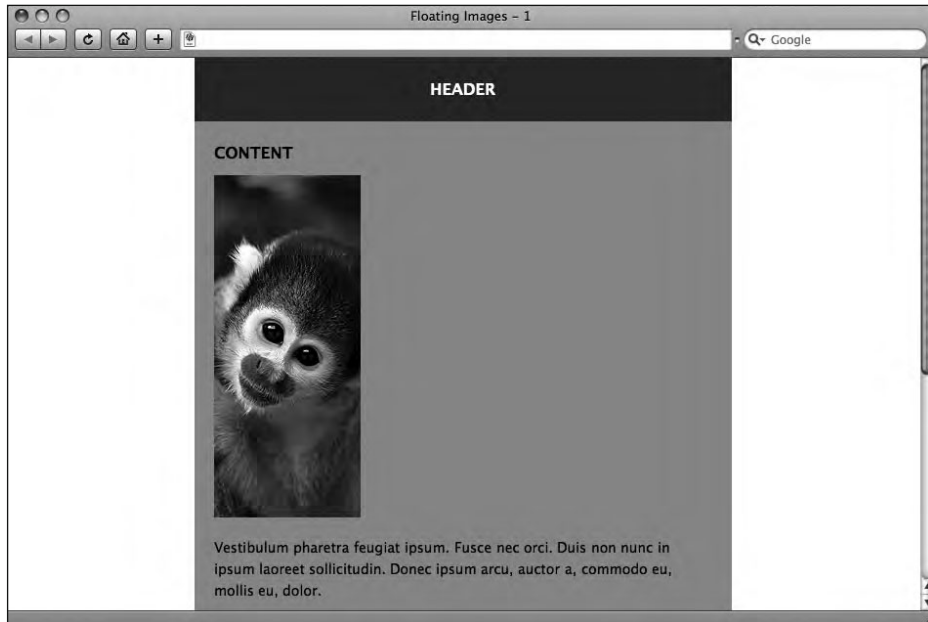 Floating Images – 1
Google
HEADER
CONTENT
Vestibulum pharetra feugiat ipsum. Fusce nec orci. Duis non nunc in
ipsum laoreet sollicitudin. Donec ipsum arcu, auctor a, commodo eu,
mollis eu, dolor.